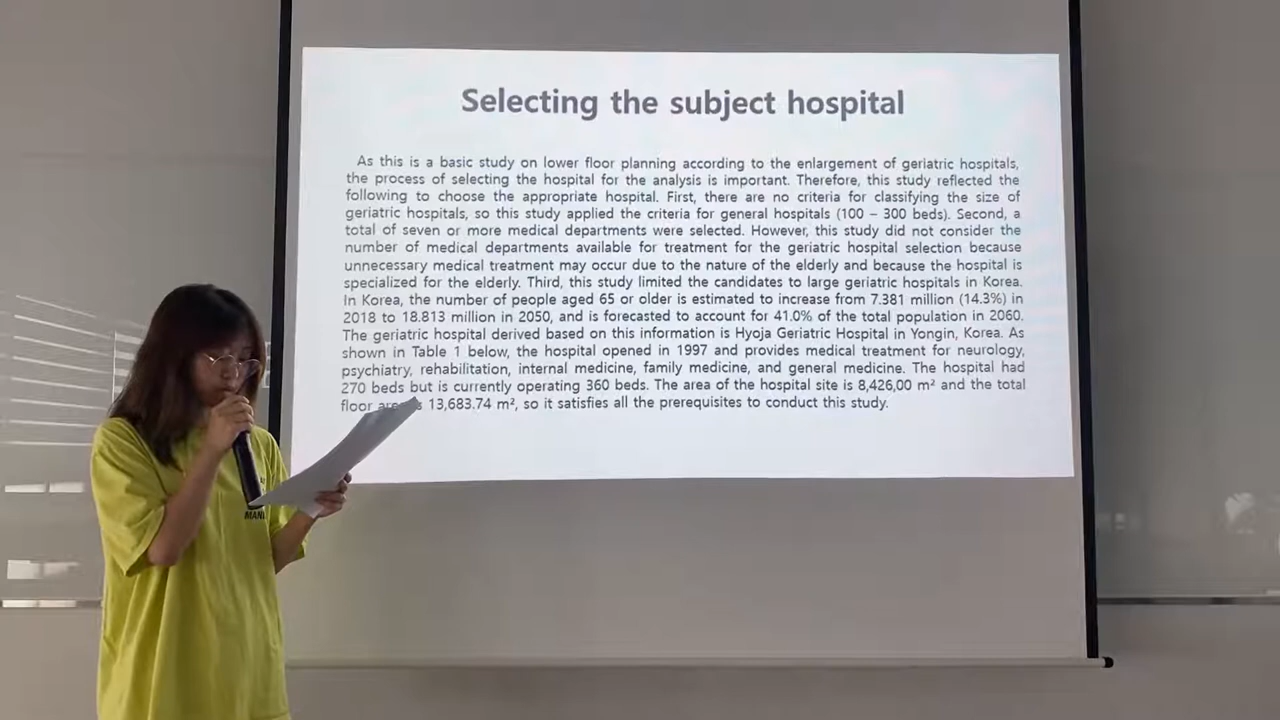 Selecting the subject hospital
As this is a basic study on lower floor planning according to the enlargement of geriatric hospitals,
the process of selecting the hospital for the analysis is important. Therefore, this study reflected the
following to choose the appropriate hospital. First, there are no criteria for classifying the size of
geriatric hospitals, so this study applied the criteria for general hospitals (100 – 300 beds). Second, a
total of seven or more medical departments were selected. However, this study did not consider the
number of medical departments available for treatment for the geriatric hospital selection because
unnecessary medical treatment may occur due to the nature of the elderly and because the hospital is
specialized for the elderly. Third, this study limited the candidates to large geriatric hospitals in Korea.
In Korea, the number of people aged 65 or older is estimated to increase from 7.381 million (14.3%) in
2018 to 18.813 million in 2050, and is forecasted to account for 41.0% of the total population in 2060.
The geriatric hospital derived based on this information is Hyoja Geriatric Hospital in Yongin, Korea. As
shown in Table 1 below, the hospital opened in 1997 and provides medical treatment for neurology,
psychiatry, rehabilitation, internal medicine, family medicine, and general medicine. The hospital had
270 beds but is currently operating 360 beds. The area of the hospital site is 8,426,00 m² and the total
floor 13,683.74 m², so it satisfies all the prerequisites to conduct this study.